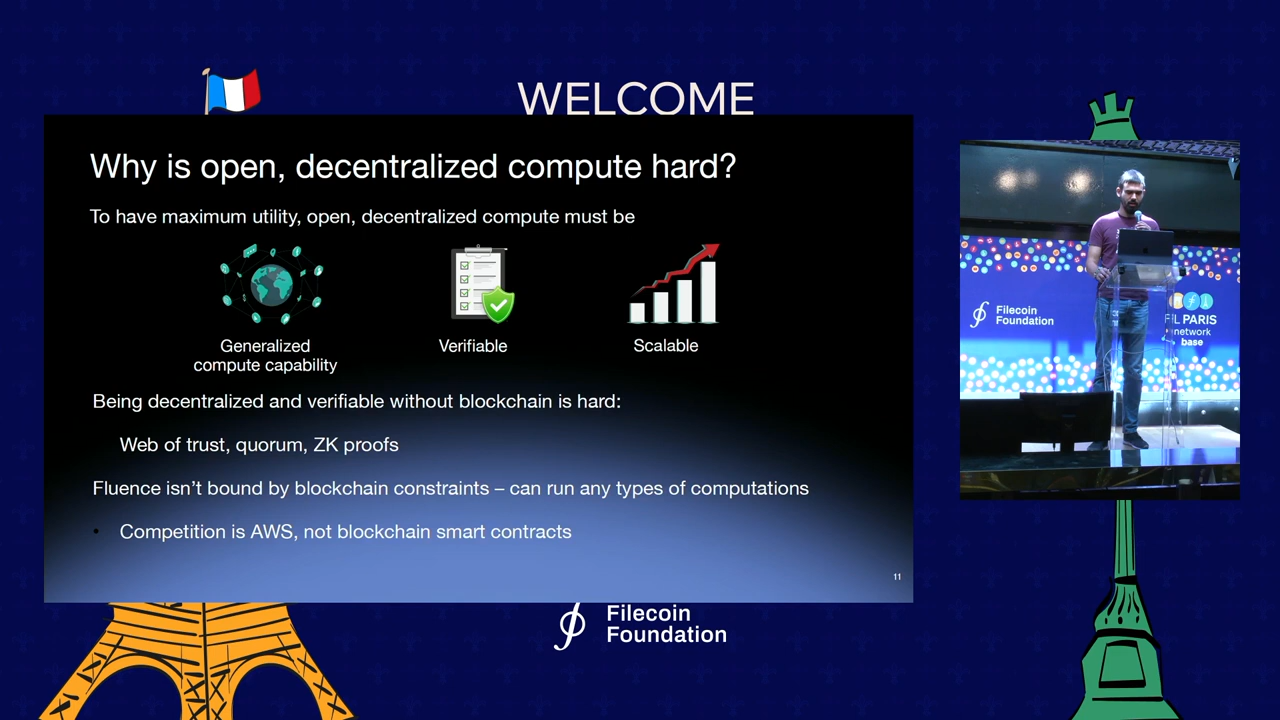 WELCOME
Why is open, decentralized compute hard?
To have maximum utility, open, decentralized compute must be
Generalized
compute capability
Verifiable
Scalable
Being decentralized and verifiable without blockchain is hard:
Web of trust, quorum, ZK proofs
Fluence isn't bound by blockchain constraints – can run any types of computations
• Competition is AWS, not blockchain smart contracts
11
Filecoin
Foundation
Filecoin
Foundation
PARIS
network
base